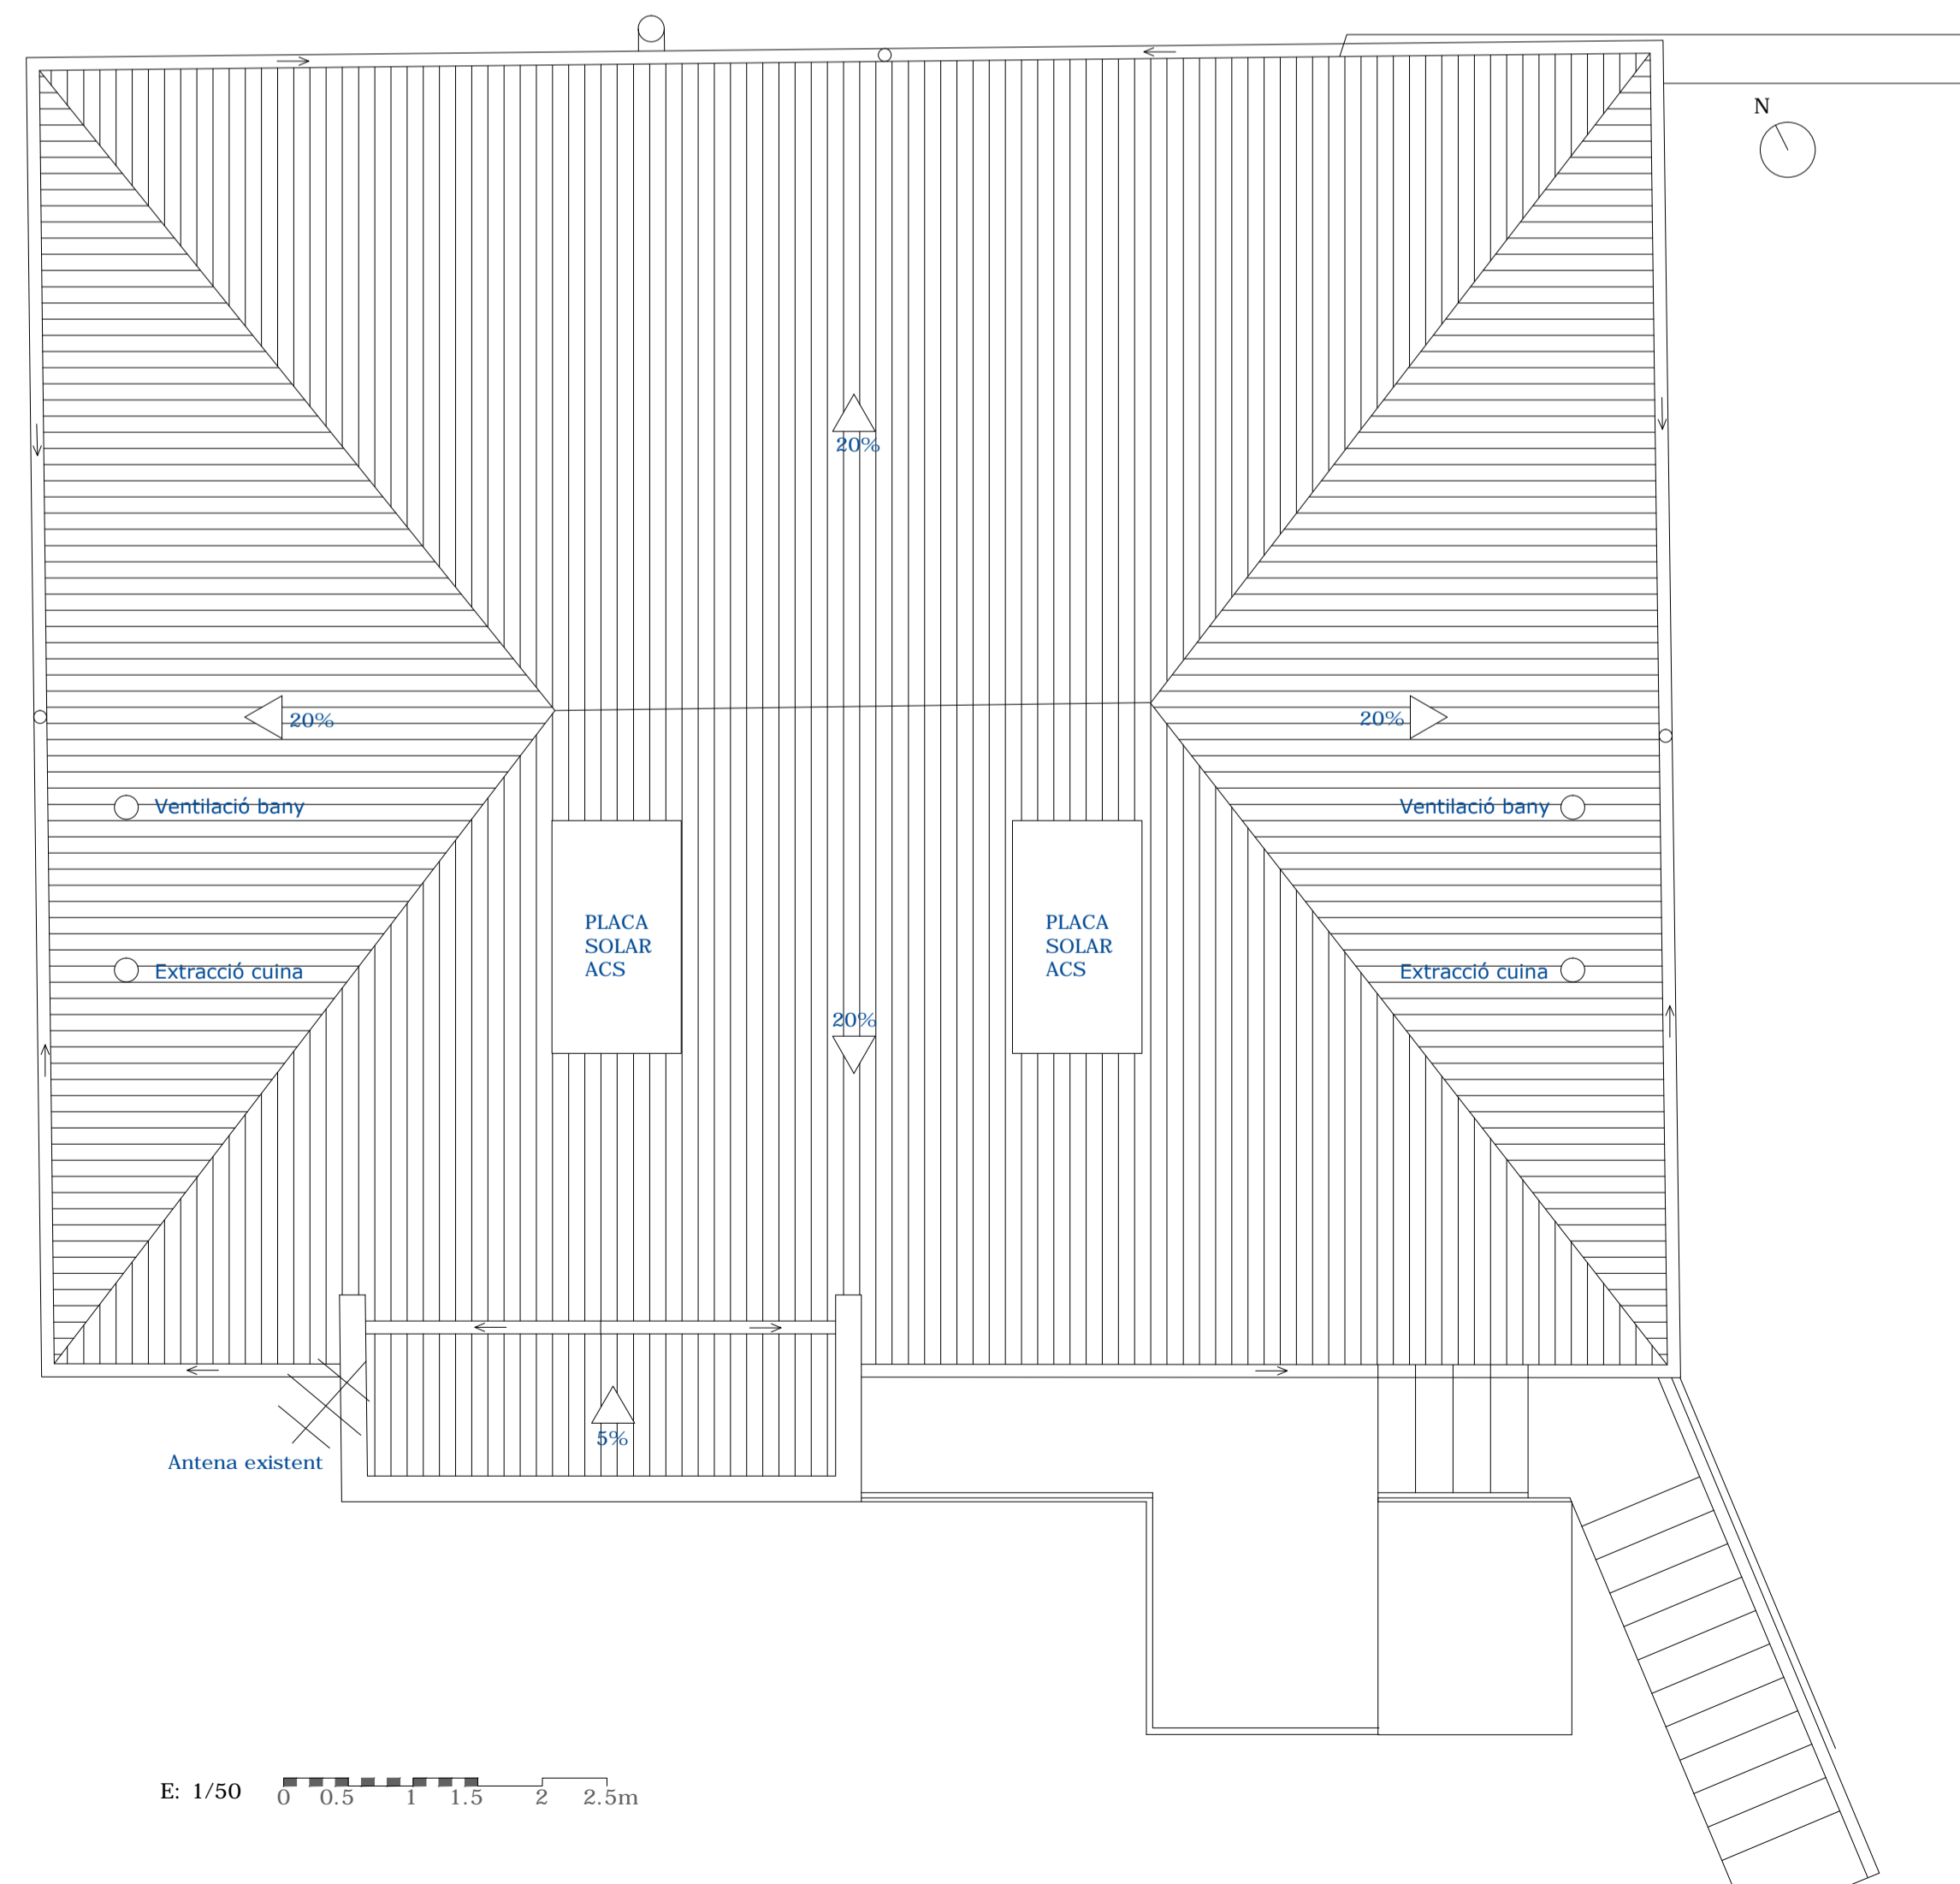 N
20%
20%
20%
Ventilació bany
Ventilació bany
PLACA
SOLAR
ACS
PLACA
SOLAR
ACS
Extracció cuina
Extracció cuina
20%
5%
Antena existent
E: 1/50
0 0.5 1 1.5 2 2.5m